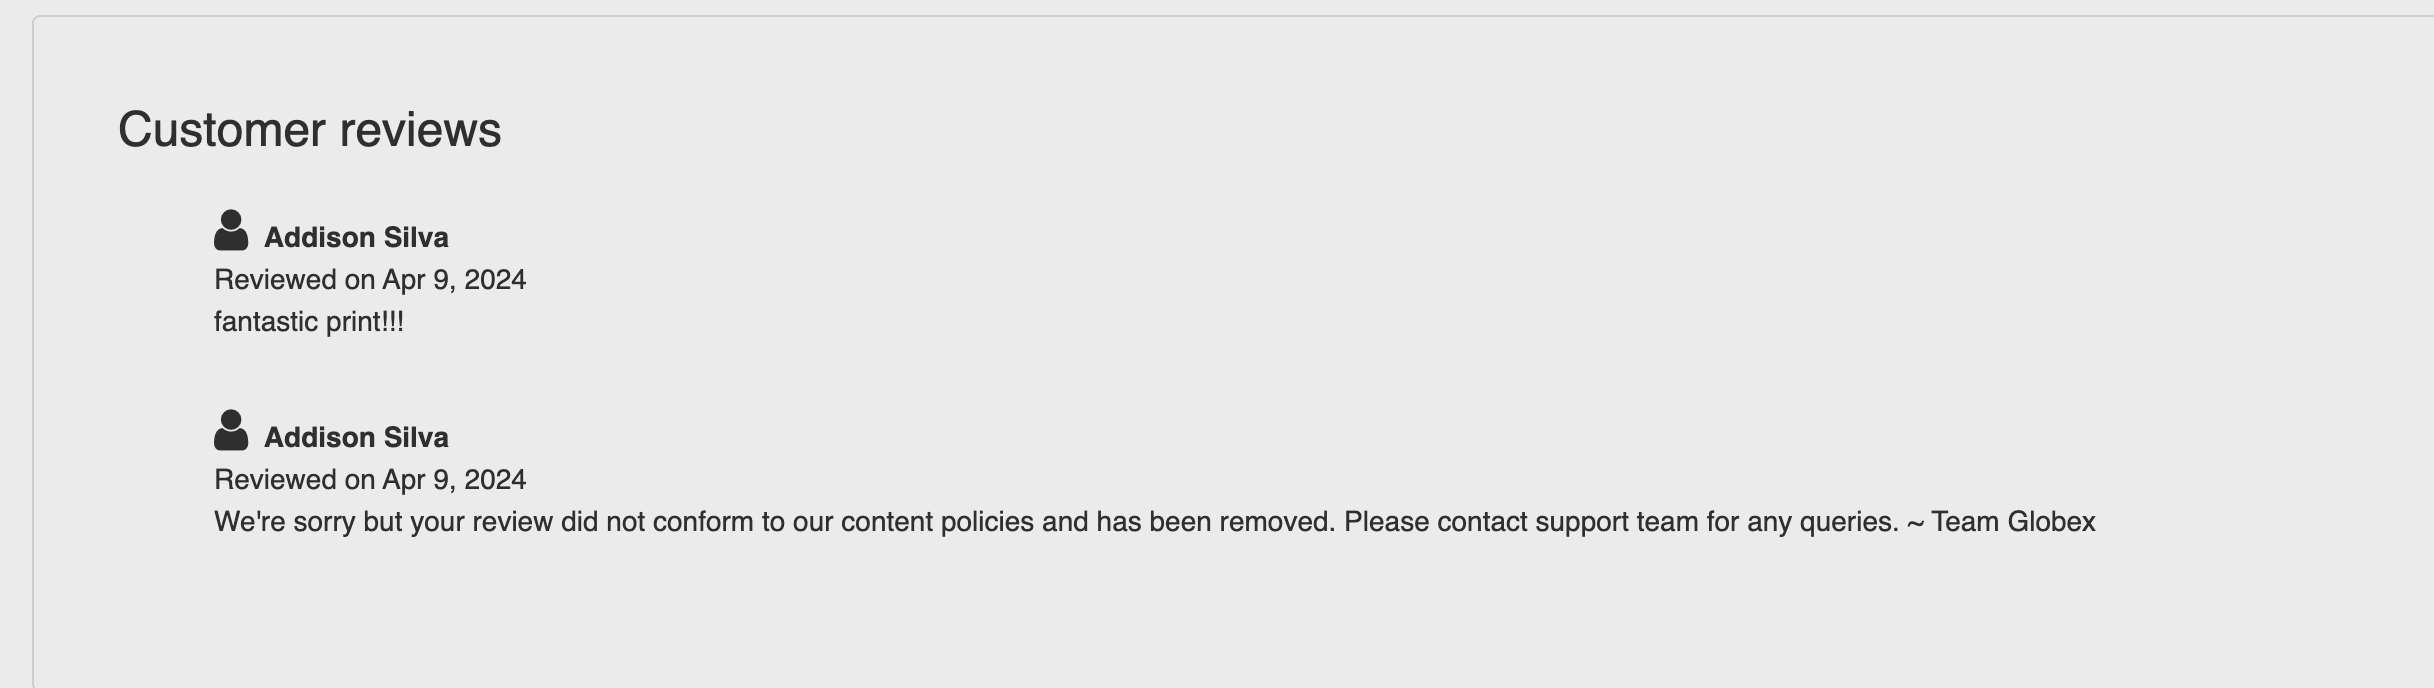 Customer reviews
Addison Silva
Reviewed on Apr 9, 2024
fantastic print!!!
Addison Silva
Reviewed on Apr 9, 2024
We're sorry but your review did not conform to our content policies and has been removed. Please contact support team for any queries. ~ Team Globex